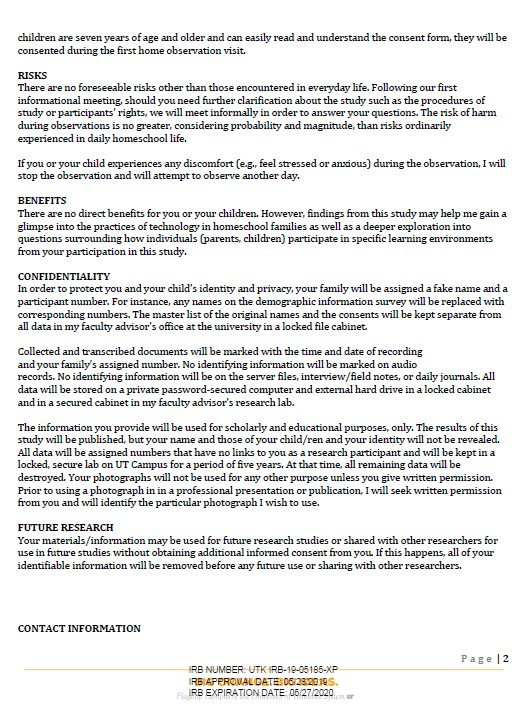 children are seven years of age and older and can easily read and understand the consent form, they will be
consented during the first home observation visit.
RISKS
There are no foreseeable risks other than those encountered in everyday life. Following our first
informational meeting, should you need further clarification about the study such as the procedures of
study or participants' rights, we will meet informally in order to answer your questions. The risk of harm
during observations is no greater, considering probability and magnitude, than risks ordinarily
experienced in daily homeschool life.
If you or your child experiences any discomfort (e.g., feel stressed or anxious) during the observation, I will
stop the observation and will attempt to observe another day.
BENEFITS
There are no direct benefits for you or your children. However, findings from this study may help me gain a
glimpse into the practices of technology in homeschool families as well as a deeper exploration into
questions surrounding how individuals (parents, children) participate in specific learning environments
from your participation in this study.
CONFIDENTIALITY
In order to protect you and your child's identity and privacy, your family will be assigned a fake name and a
participant number. For instance, any names on the demographic information survey will be replaced with
corresponding numbers. The master list of the original names and the consents will be kept separate from
all data in my faculty advisor's office at the university in a locked file cabinet.
Collected and transcribed documents will be marked with the time and date of recording
and your family's assigned number. No identifying information will be marked on audio
records. No identifying information will be on the server files, interview/field notes, or daily journals. All
data will be stored on a private password-secured computer and external hard drive in a locked cabinet
and in a secured cabinet in my faculty advisor's research lab.
The information you provide will be used for scholarly and educational purposes, only. The results of this
study will be published, but your name and those of your child/ren and your identity will not be revealed.
All data will be assigned numbers that have no links to you as a research participant and will be kept in a
locked, secure lab on UT Campus for a period of five years. At that time, all remaining data will be
destroyed. Your photographs will not be used for any other purpose unless you give written permission.
Prior to using a photograph in in a professional presentation or publication, I will seek written permission
from you and will identify the particular photograph I wish to use.
FUTURE RESEARCH
Your materials/information may be used for future research studies or shared with other researchers for
use in future studies without obtaining additional informed consent from you. If this happens, all of your
identifiable information will be removed before any future use or sharing with other researchers.
CONTACT INFORMATION
Page | 2
IRB NUMBER: UTK IRB-19-05185-XP
IRB APPROVAL DATE:
IRB EXPIRATION DATE: 05/27/2020